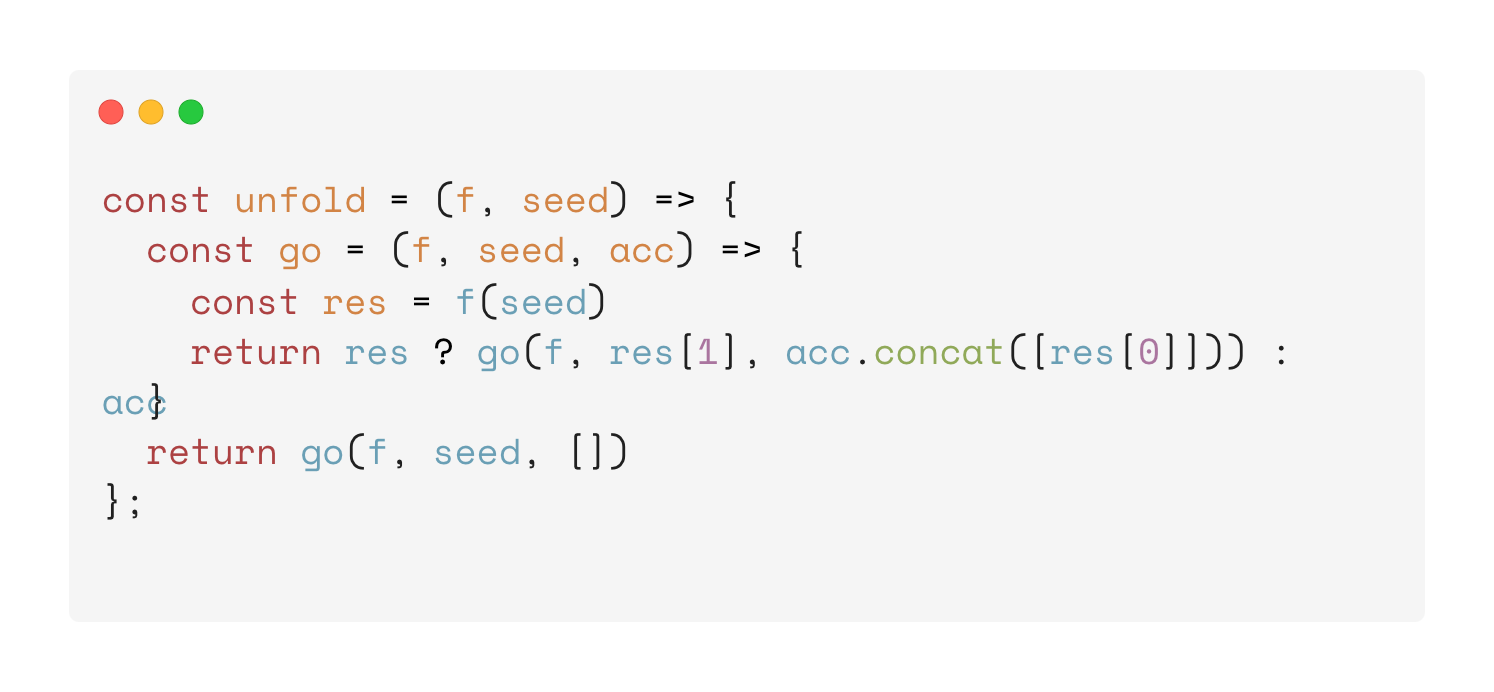 const unfold = (f, seed) => {
  const go = (f, seed, acc) => {
    const res = f(seed)
    return res ? go(f, res[1], acc.concat([res[0]])) :
acc
  }
  return go(f, seed, [])
};